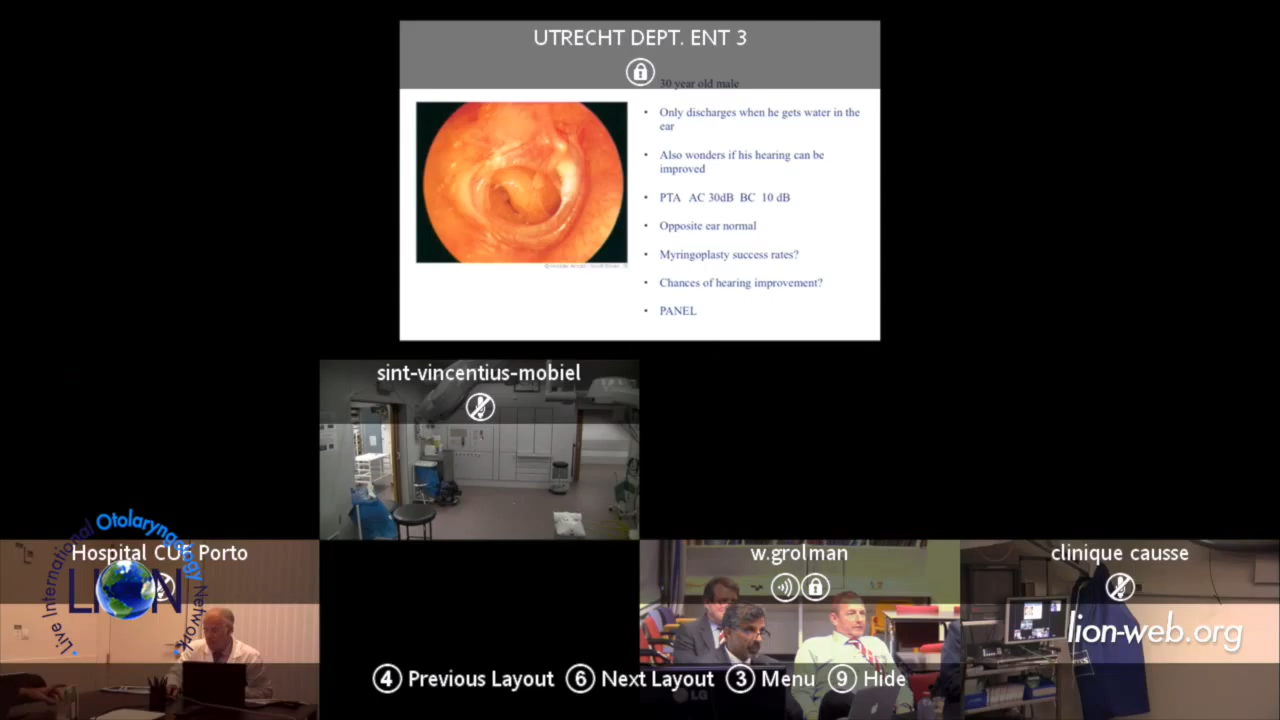 UTRECHT DEPT. ENT 3
30 year old male
• Only discharges when he gets water in the
ear
• Also wonders if his hearing can be
improved
• PTA AC 30dB BC 10 dB
• Opposite ear normal
• Myringoplasty success rates?
• Chances of hearing improvement?
• PANEL
sint-vincentius-mobiel
Hospital CUF Porto
w.grolman
clinique causse
Live International Otolaryngology Network
LION
lion-web.org
4 Previous Layout 6 Next Layout 3 Menu 9 Hide
LG